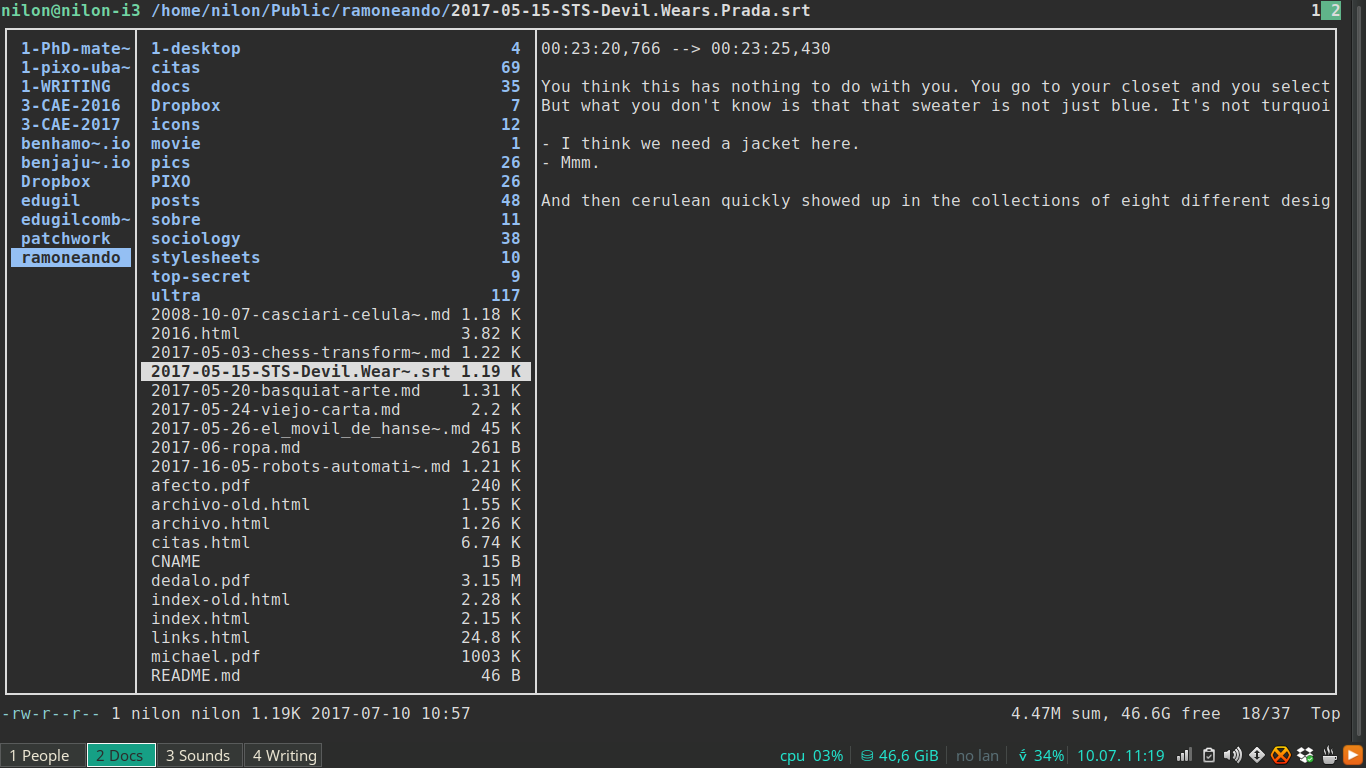 nilon@nilon-i3 /home/nilon/Public/ramoneando/2017-05-15-STS-Devil.Wears.Prada.srt 1 2
1-PhD-mate~
1-pixo-uba~
1-WRITING
3-CAE-2016
3-CAE-2017
benhamo~.io
benjaju~.io
Dropbox
edugil
edugilcomb~
patchwork
ramoneando
1-desktop 4
citas 69
docs 35
Dropbox 7
icons 12
movie 1
pics 26
PIXO 26
posts 48
sobre 11
sociology 38
stylesheets 10
top-secret 9
ultra 117
2008-10-07-casciari-celula~.md 1.18 K
2016.html 3.82 K
2017-05-03-chess-transform~.md 1.22 K
2017-05-15-STS-Devil.Wear~.srt 1.19 K
2017-05-20-basquiat-arte.md 1.31 K
2017-05-24-viejo-carta.md 2.2 K
2017-05-26-el_movil_de_hanse~.md 45 K
2017-06-ropa.md 261 B
2017-16-05-robots-automati~.md 1.21 K
afecto.pdf 240 K
archivo-old.html 1.55 K
archivo.html 1.26 K
citas.html 6.74 K
CNAME 15 B
dedalo.pdf 3.15 M
index-old.html 2.28 K
index.html 2.15 K
links.html 24.8 K
michael.pdf 1003 K
README.md 46 B
00:23:20,766 --> 00:23:25,430
You think this has nothing to do with you. You go to your closet and you select
But what you don't know is that that sweater is not just blue. It's not turquoi
- I think we need a jacket here.
- Mmm.
And then cerulean quickly showed up in the collections of eight different desig
-rw-r--r-- 1 nilon nilon 1.19K 2017-07-10 10:57 4.47M sum, 46.6G free 18/37 Top
1 People 2 Docs 3 Sounds 4 Writing cpu 03% 46,6 GiB no lan 34% 10.07. 11:19